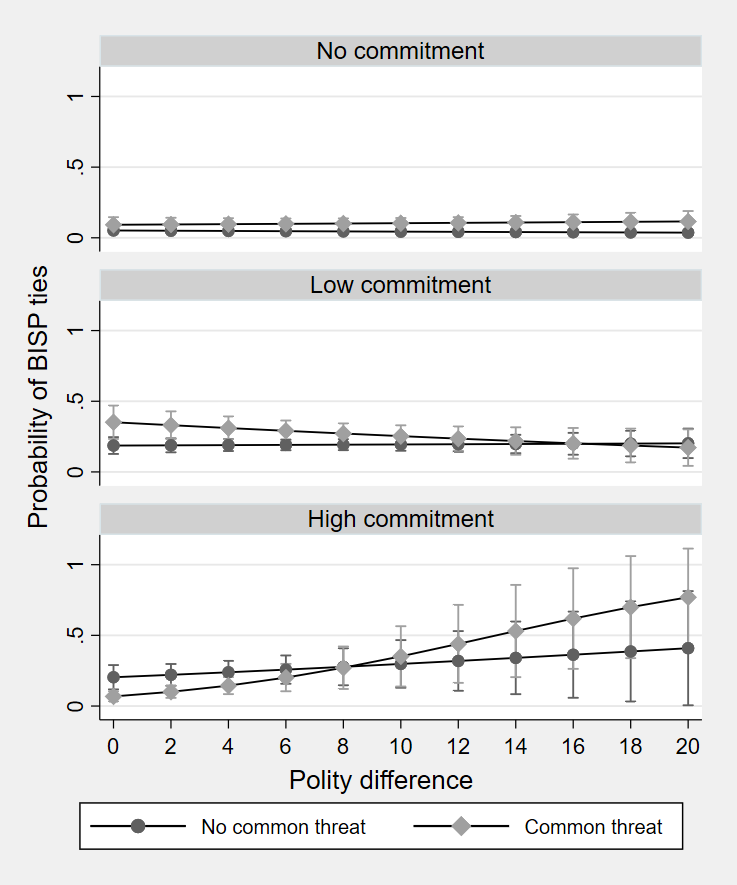 No commitment
1
.5
0
Low commitment
1
.5
0
High commitment
1
.5
0
Probability of BISP ties
0 2 4 6 8 10 12 14 16 18 20
Polity difference
No common threat Common threat